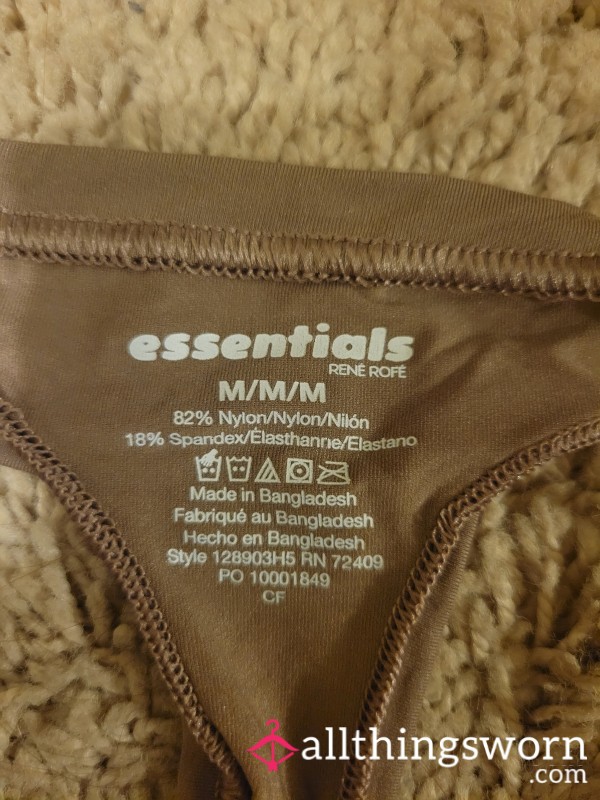 essentials
RENÉ ROFÉ
M/M/M
82% Nylon/Nylon/Nilón
18% Spandex/Élasthanne/Elastano
Made in Bangladesh
Fabriqué au Bangladesh
Hecho en Bangladesh
Style 128903H5 RN 72409
PO 10001849
CF
allthingsworn
.com